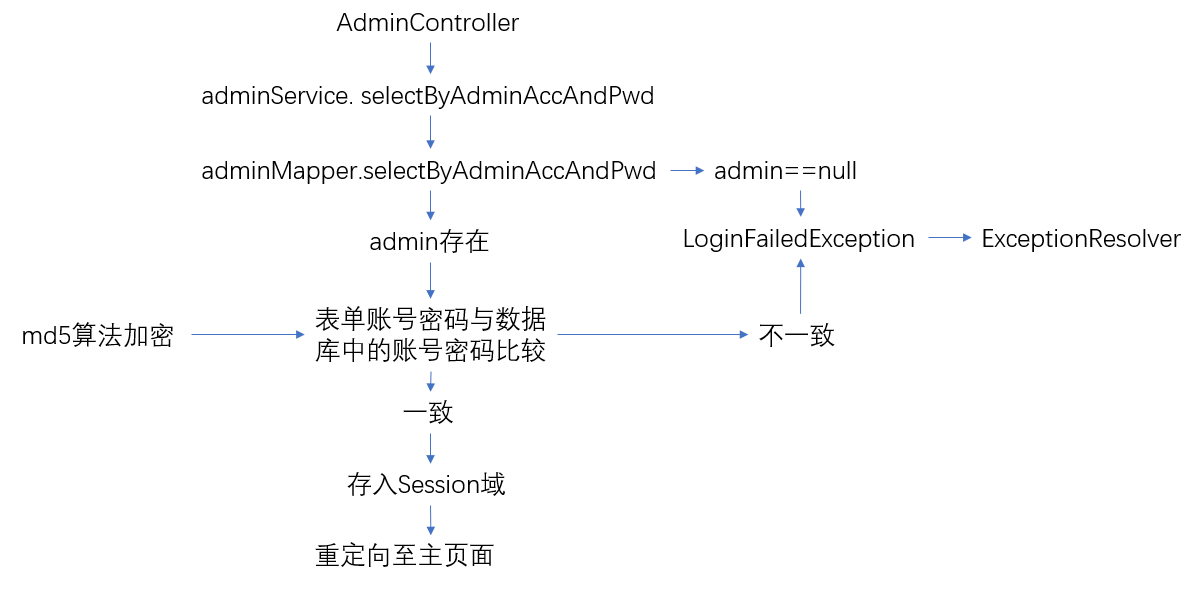 AdminController
adminService. selectByAdminAccAndPwd
adminMapper.selectByAdminAccAndPwd
admin==null
admin存在
LoginFailedException
ExceptionResolver
md5算法加密
表单账号密码与数据
库中的账号密码比较
不一致
一致
存入Session域
重定向至主页面